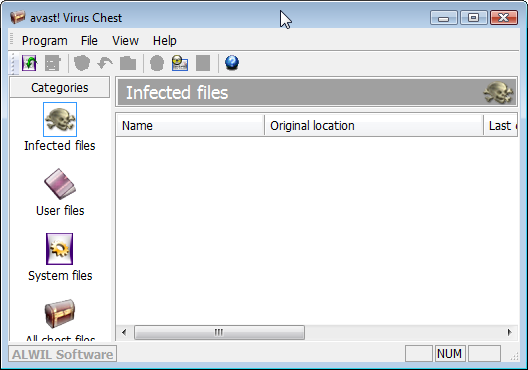 avast! Virus Chest
Program File View Help
Categories
Infected files
User files
System files
All chest files
Infected files
Name Original location Last
ALWIL Software NUM